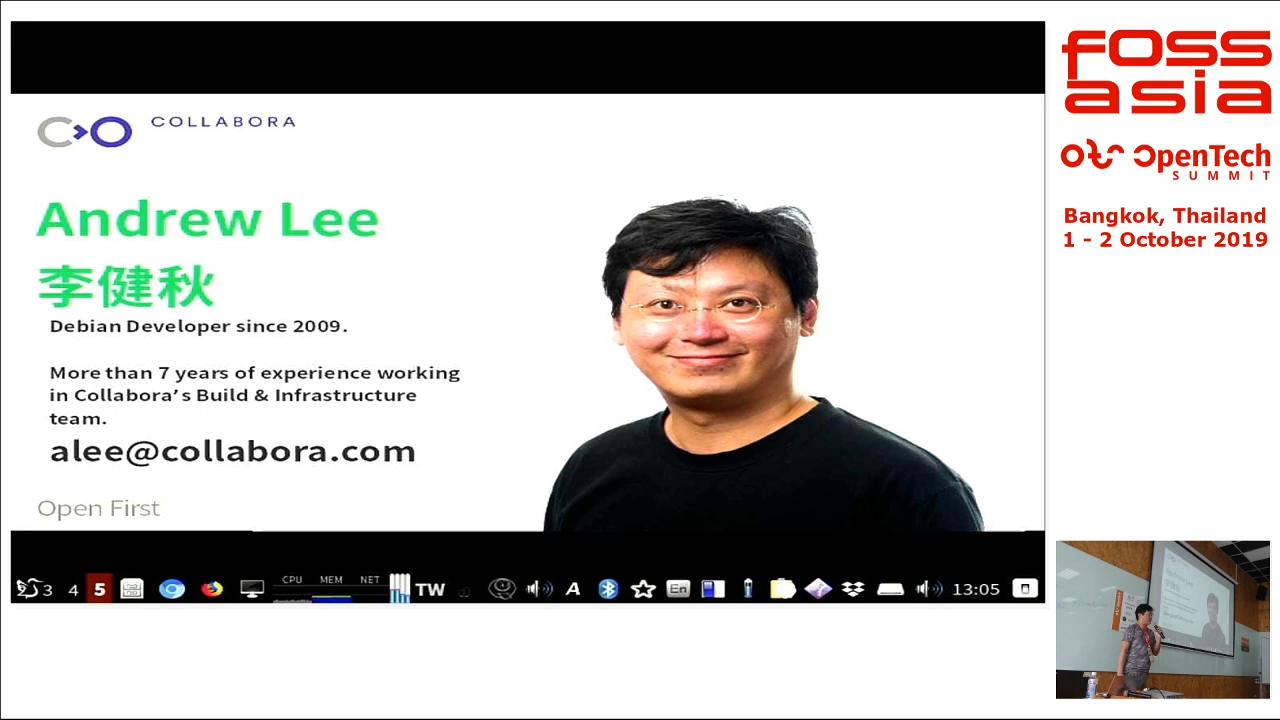 COLLABORA
Andrew Lee
李健秋
Debian Developer since 2009.
More than 7 years of experience working
in Collabora’s Build & Infrastructure
team.
alee@collabora.com
Open First
3 4 5 CPU MEM NET TW A En 13:05
foss
asia
OpenTech
SUMMIT
Bangkok, Thailand
1 - 2 October 2019